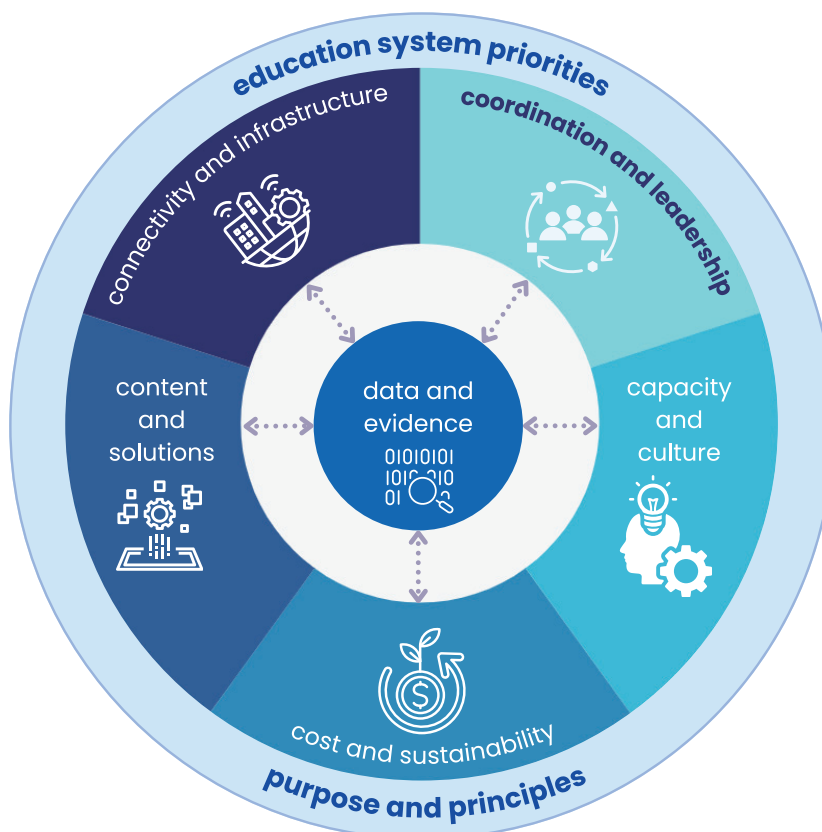 education system priorities
connectivity and infrastructure
coordination and leadership
content
and
solutions
data and
evidence
01010101
1010 010
01
capacity
and
culture
$
cost and sustainability
purpose and principles